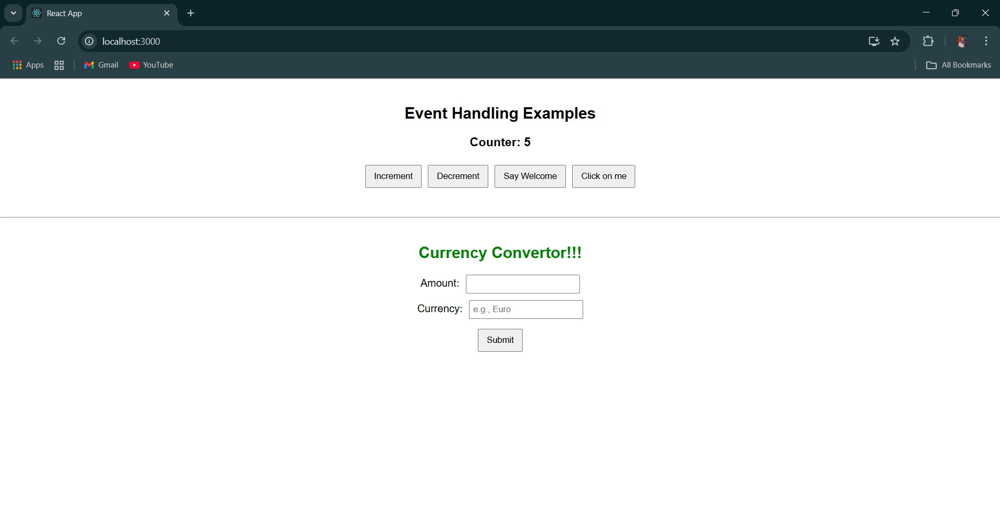 React App
localhost:3000
Apps Gmail YouTube All Bookmarks
Event Handling Examples
Counter: 5
Increment Decrement Say Welcome Click on me
Currency Convertor!!!
Amount:
Currency: e.g., Euro
Submit